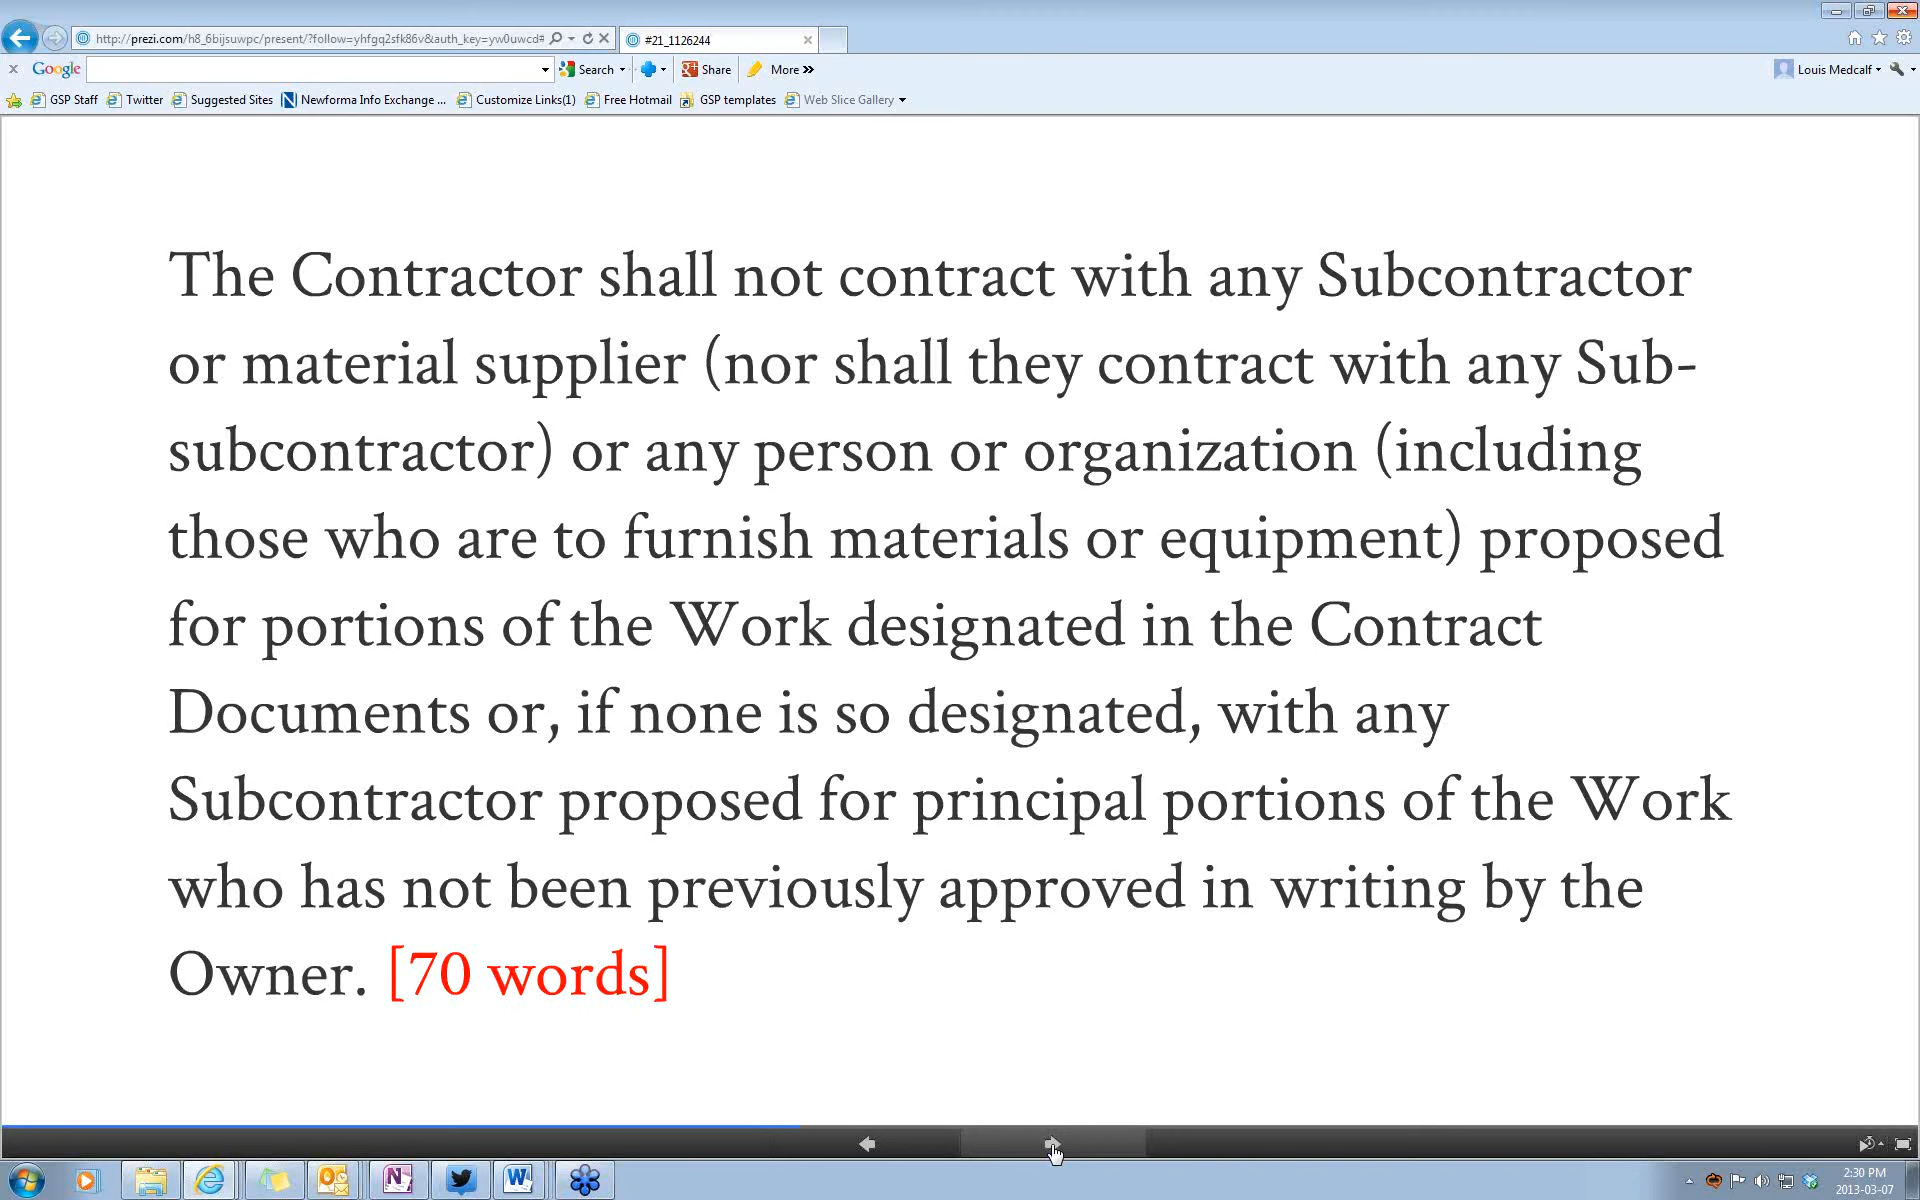 http://prezi.com/h8_6bijsuwpc/present/?follow=yhfgq2sfk86v&auth_key=yw0uwcd#
#21_1126244
x Google Search Share More »
Louis Medcalf
GSP Staff Twitter Suggested Sites Newforma Info Exchange ... Customize Links(1) Free Hotmail GSP templates Web Slice Gallery
The Contractor shall not contract with any Subcontractor
or material supplier (nor shall they contract with any Sub-
subcontractor) or any person or organization (including
those who are to furnish materials or equipment) proposed
for portions of the Work designated in the Contract
Documents or, if none is so designated, with any
Subcontractor proposed for principal portions of the Work
who has not been previously approved in writing by the
Owner. [70 words]
2:30 PM
2013-03-07